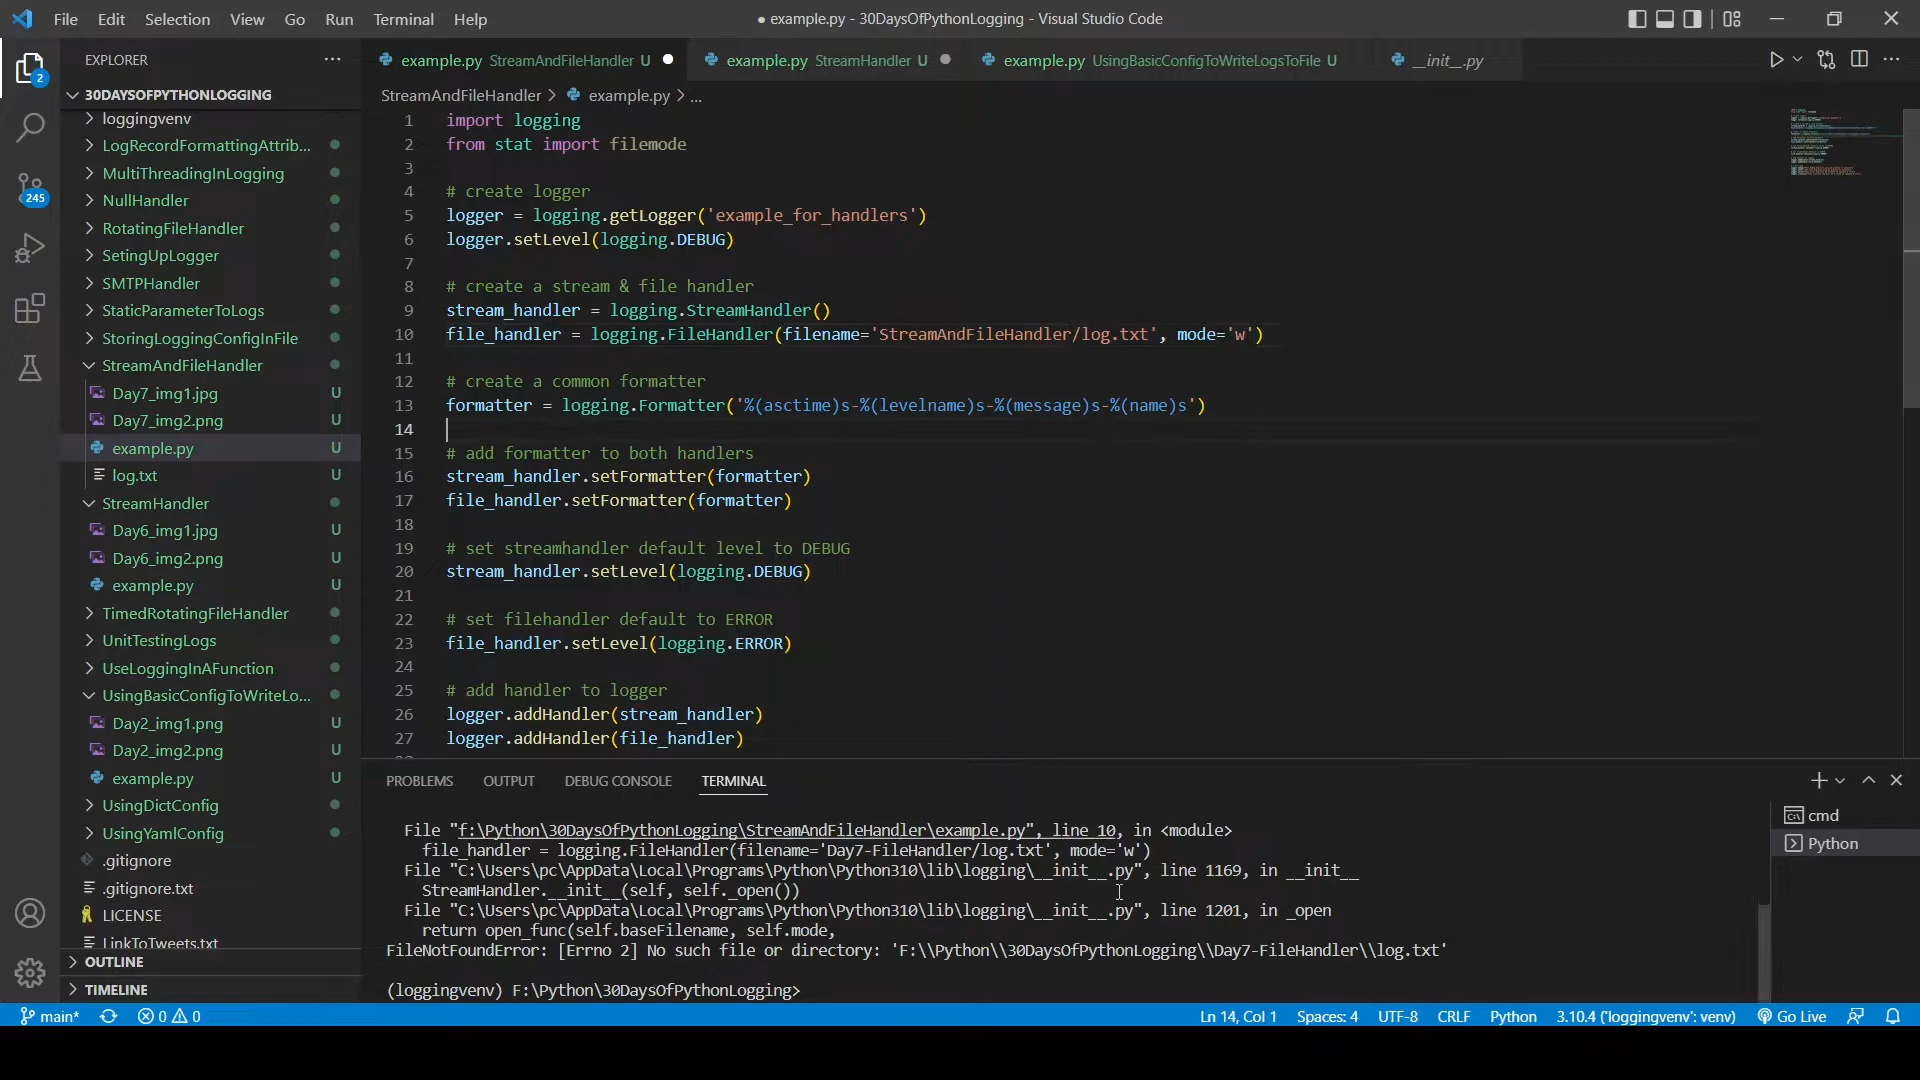 File Edit Selection View Go Run Terminal Help
● example.py - 30DaysOfPythonLogging - Visual Studio Code
EXPLORER
example.py StreamAndFileHandler U
example.py StreamHandler U
example.py UsingBasicConfigToWriteLogsToFile U
__init__.py
2
245
30DAYSOFPYTHONLOGGING
loggingvenv
LogRecordFormattingAttrib...
MultiThreadingInLogging
NullHandler
RotatingFileHandler
SetingUpLogger
SMTPHandler
StaticParameterToLogs
StoringLoggingConfigInFile
StreamAndFileHandler
Day7_img1.jpg U
Day7_img2.png U
example.py U
log.txt U
StreamHandler
Day6_img1.jpg U
Day6_img2.png U
example.py U
TimedRotatingFileHandler
UnitTestingLogs
UseLoggingInAFunction
UsingBasicConfigToWriteLo...
Day2_img1.png U
Day2_img2.png U
example.py U
UsingDictConfig
UsingYamlConfig
.gitignore
.gitignore.txt
LICENSE
LinkToTweets.txt
OUTLINE
TIMELINE
StreamAndFileHandler > example.py > ...
1 import logging
2 from stat import filemode
3
4 # create logger
5 logger = logging.getLogger('example_for_handlers')
6 logger.setLevel(logging.DEBUG)
7
8 # create a stream & file handler
9 stream_handler = logging.StreamHandler()
10 file_handler = logging.FileHandler(filename='StreamAndFileHandler/log.txt', mode='w')
11
12 # create a common formatter
13 formatter = logging.Formatter('%(asctime)s-%(levelname)s-%(message)s-%(name)s')
14
15 # add formatter to both handlers
16 stream_handler.setFormatter(formatter)
17 file_handler.setFormatter(formatter)
18
19 # set streamhandler default level to DEBUG
20 stream_handler.setLevel(logging.DEBUG)
21
22 # set filehandler default to ERROR
23 file_handler.setLevel(logging.ERROR)
24
25 # add handler to logger
26 logger.addHandler(stream_handler)
27 logger.addHandler(file_handler)
PROBLEMS OUTPUT DEBUG CONSOLE TERMINAL
File "f:\Python\30DaysOfPythonLogging\StreamAndFileHandler\example.py", line 10, in <module>
file_handler = logging.FileHandler(filename='Day7-FileHandler/log.txt', mode='w')
File "C:\Users\pc\AppData\Local\Programs\Python\Python310\lib\logging\__init__.py", line 1169, in __init__
StreamHandler.__init__(self, self._open())
File "C:\Users\pc\AppData\Local\Programs\Python\Python310\lib\logging\__init__.py", line 1201, in _open
return open_func(self.baseFilename, self.mode,
FileNotFoundError: [Errno 2] No such file or directory: 'F:\\Python\\30DaysOfPythonLogging\\Day7-FileHandler\\log.txt'
(loggingvenv) F:\Python\30DaysOfPythonLogging>
cmd
Python
main* 0 0
Ln 14, Col 1 Spaces: 4 UTF-8 CRLF Python 3.10.4 ('loggingvenv': venv) Go Live